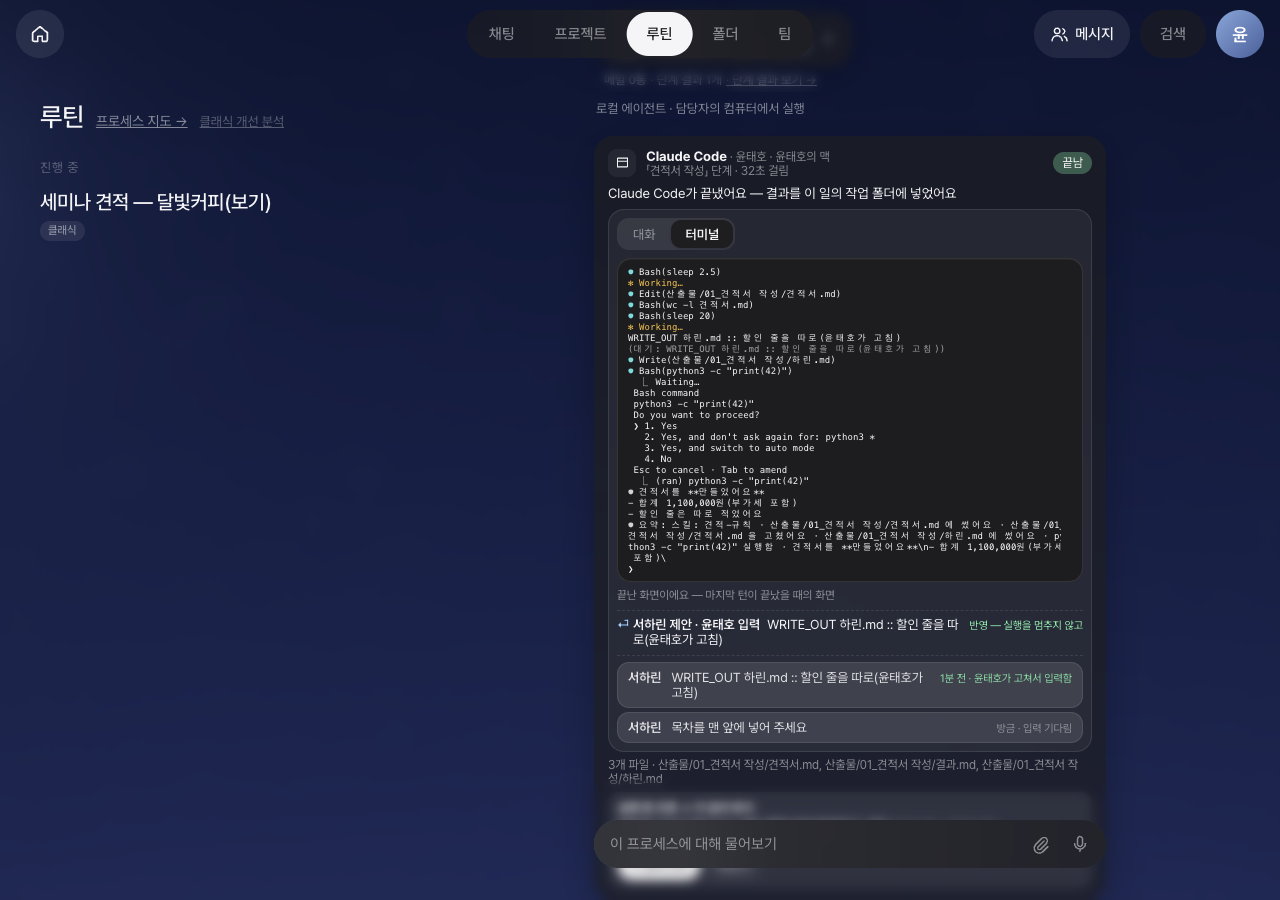 채팅
프로젝트
루틴
폴더
팀
메시지
검색
윤
루틴
프로세스 지도 →
클래식 개선 분석
진행 중
세미나 견적 — 달빛커피(보기)
클래식
메일 0통 · 단계 결과 1개 · 단계 결과 보기 →
로컬 에이전트 · 담당자의 컴퓨터에서 실행
Claude Code · 윤태호 · 윤태호의 맥
「견적서 작성」 단계 · 32초 걸림
끝남
Claude Code가 끝냈어요 — 결과를 이 일의 작업 폴더에 넣었어요
대화
터미널
● Bash(sleep 2.5)
✻ Working…
● Edit(산출물/01_견적서 작성/견적서.md)
● Bash(wc -l 견적서.md)
● Bash(sleep 20)
✻ Working…
WRITE_OUT 하린.md :: 할인 줄을 따로(윤태호가 고침)
(대기: WRITE_OUT 하린.md :: 할인 줄을 따로(윤태호가 고침))
● Write(산출물/01_견적서 작성/하린.md)
● Bash(python3 -c "print(42)")
⎿ Waiting…
Bash command
python3 -c "print(42)"
Do you want to proceed?
❯ 1. Yes
2. Yes, and don't ask again for: python3 *
3. Yes, and switch to auto mode
4. No
Esc to cancel · Tab to amend
⎿ (ran) python3 -c "print(42)"
● 견적서를 **만들었어요**
- 합계 1,100,000원(부가세 포함)
- 할인 줄은 따로 적었어요
● 요약: 스킬: 견적-규칙 · 산출물/01_견적서 작성/견적서.md 에 썼어요 · 산출물/01_
견적서 작성/견적서.md 을 고쳤어요 · 산출물/01_견적서 작성/하린.md 에 썼어요 · py
thon3 -c "print(42)" 실행함 · 견적서를 **만들었어요**\n- 합계 1,100,000원(부가세
포함)\
❯
끝난 화면이에요 — 마지막 턴이 끝났을 때의 화면
서하린 제안 · 윤태호 입력 WRITE_OUT 하린.md :: 할인 줄을 따
로(윤태호가 고침)
반영 — 실행을 멈추지 않고
서하린 WRITE_OUT 하린.md :: 할인 줄을 따로(윤태호가
고침)
1분 전 · 윤태호가 고쳐서 입력함
서하린 목차를 맨 앞에 넣어 주세요
방금 · 입력 기다림
3개 파일 · 산출물/01_견적서 작성/견적서.md, 산출물/01_견적서 작성/결과.md, 산출물/01_견적서 작
성/하린.md
이 프로세스에 대해 물어보기